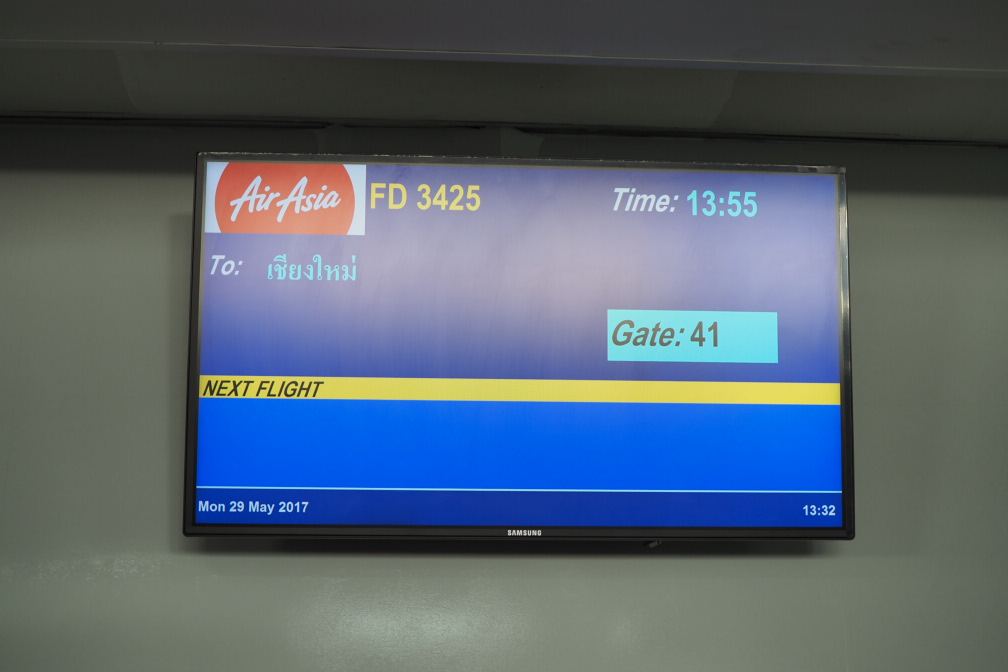 AirAsia FD 3425 Time: 13:55
To: เชียงใหม่
Gate: 41
NEXT FLIGHT
Mon 29 May 2017 13:32
SAMSUNG